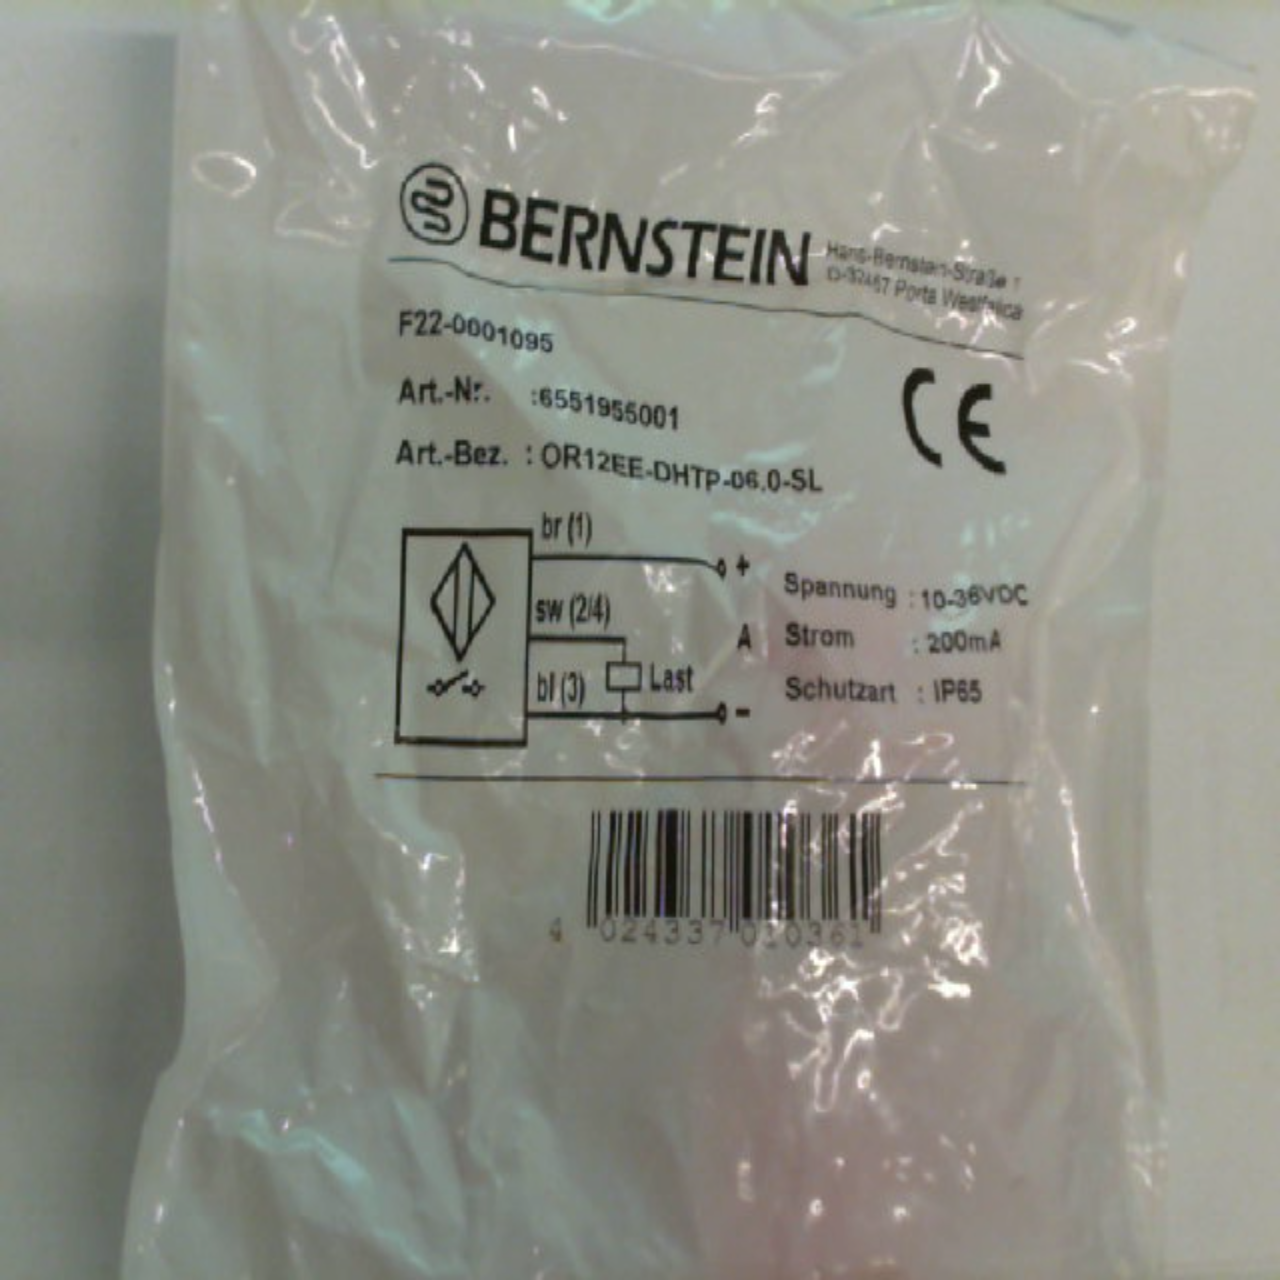 BERNSTEIN
Hans-Bernstein-Straße 1
D-32457 Porta Westfalica
F22-0001095
Art.-Nr. :6551955001
Art.-Bez. : OR12EE-DHTP-06.0-SL
CE
br (1)
+
sw (2/4)
A
bl (3)
Last
-
Spannung : 10-36VDC
Strom : 200mA
Schutzart : IP65
4 024337 010361